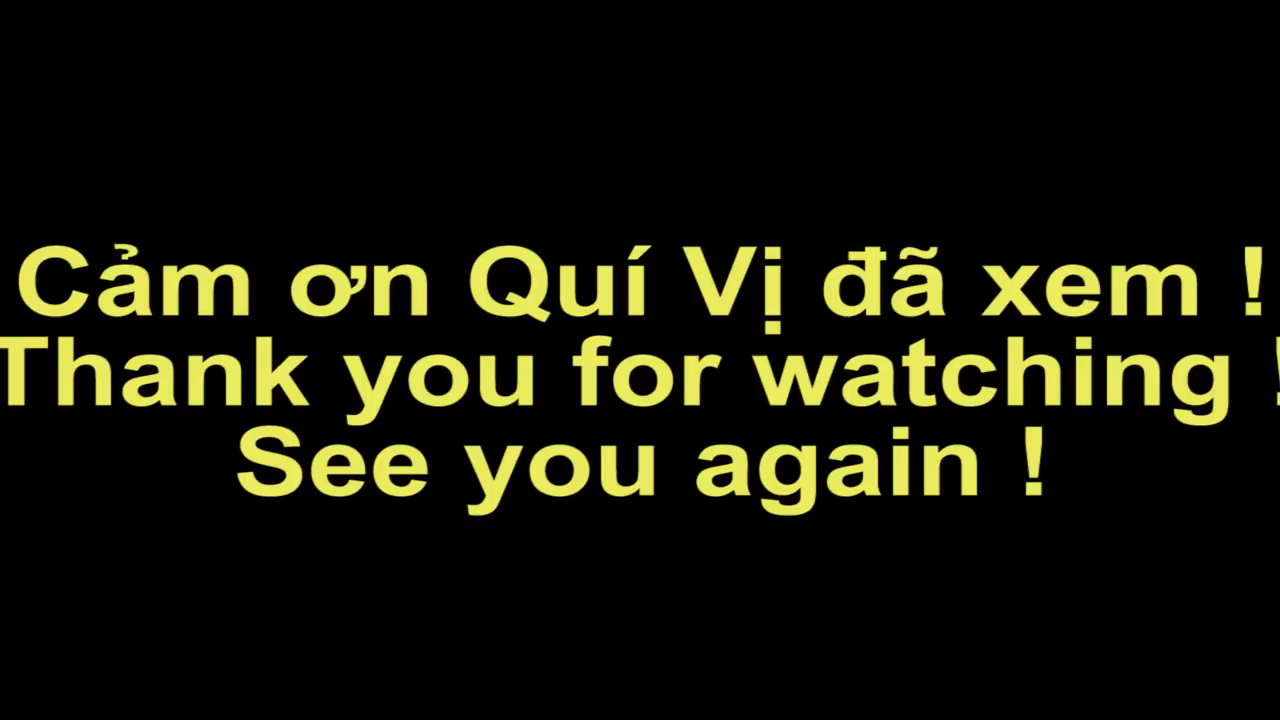 Cảm ơn Quí Vị đã xem !
Thank you for watching !
See you again !